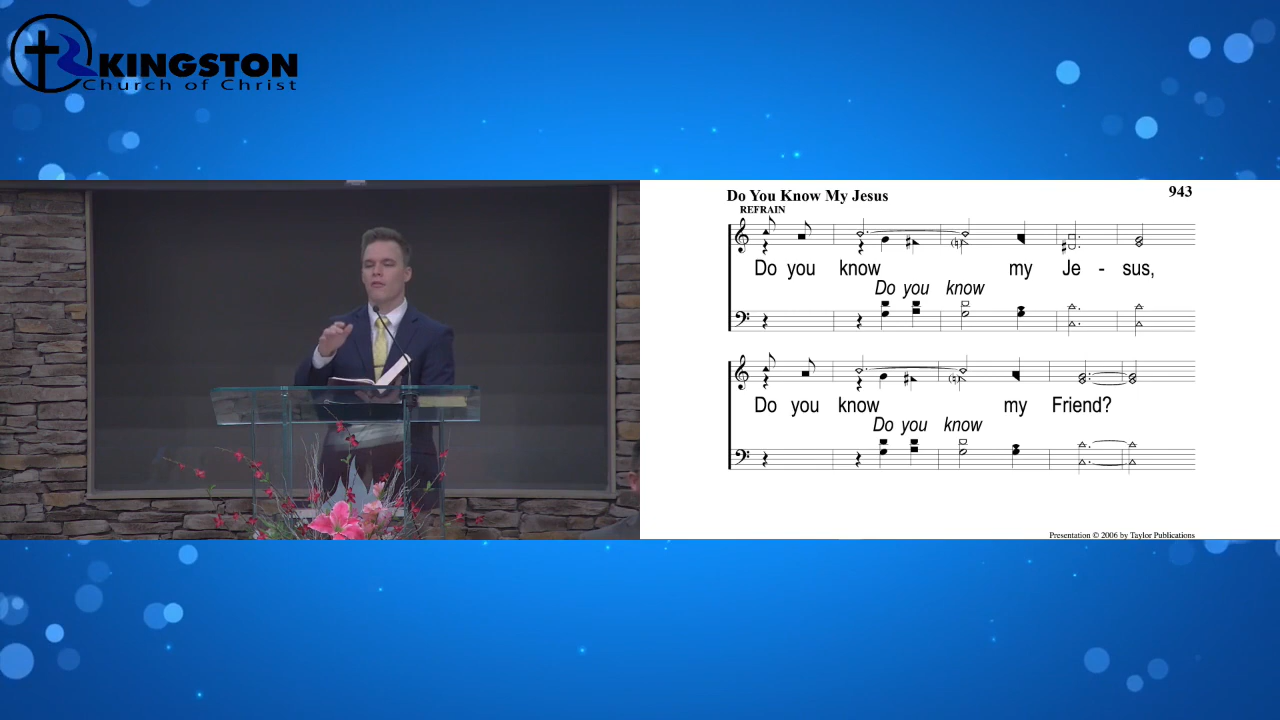 KINGSTON
Church of Christ
Do You Know My Jesus
943
REFRAIN
Do you know my Je - sus,
Do you know
Do you know my Friend?
Do you know
Presentation © 2006 by Taylor Publications